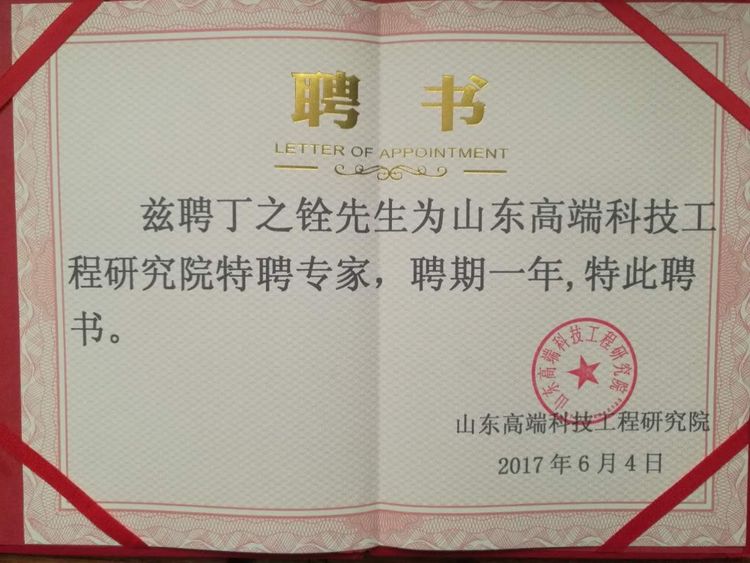 聘书
LETTER OF APPOINTMENT
兹聘丁之铨先生为山东高端科技工
程研究院特聘专家，聘期一年,特此聘
书。
山东高端科技工程研究院
山东高端科技工程研究院
2017年6月4日